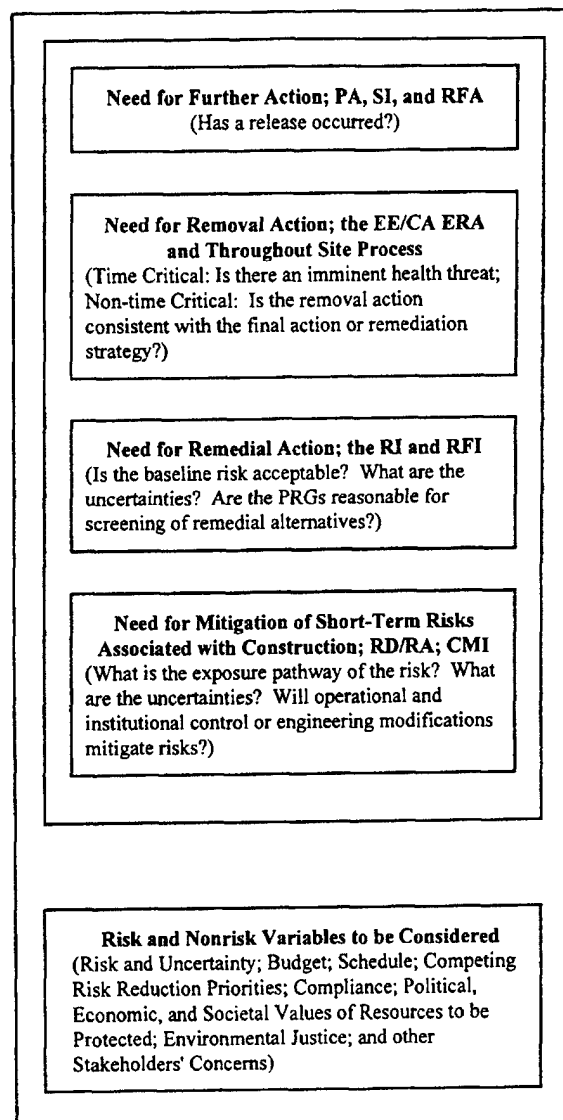 Need for Further Action; PA, SI, and RFA
(Has a release occurred?)
Need for Removal Action; the EE/CA ERA
and Throughout Site Process
(Time Critical: Is there an imminent health threat;
Non-time Critical: Is the removal action
consistent with the final action or remediation
strategy?)
Need for Remedial Action; the RI and RFI
(Is the baseline risk acceptable? What are the
uncertainties? Are the PRGs reasonable for
screening of remedial alternatives?)
Need for Mitigation of Short-Term Risks
Associated with Construction; RD/RA; CMI
(What is the exposure pathway of the risk? What
are the uncertainties? Will operational and
institutional control or engineering modifications
mitigate risks?)
Risk and Nonrisk Variables to be Considered
(Risk and Uncertainty; Budget; Schedule; Competing
Risk Reduction Priorities; Compliance; Political,
Economic, and Societal Values of Resources to be
Protected; Environmental Justice; and other
Stakeholders' Concerns)